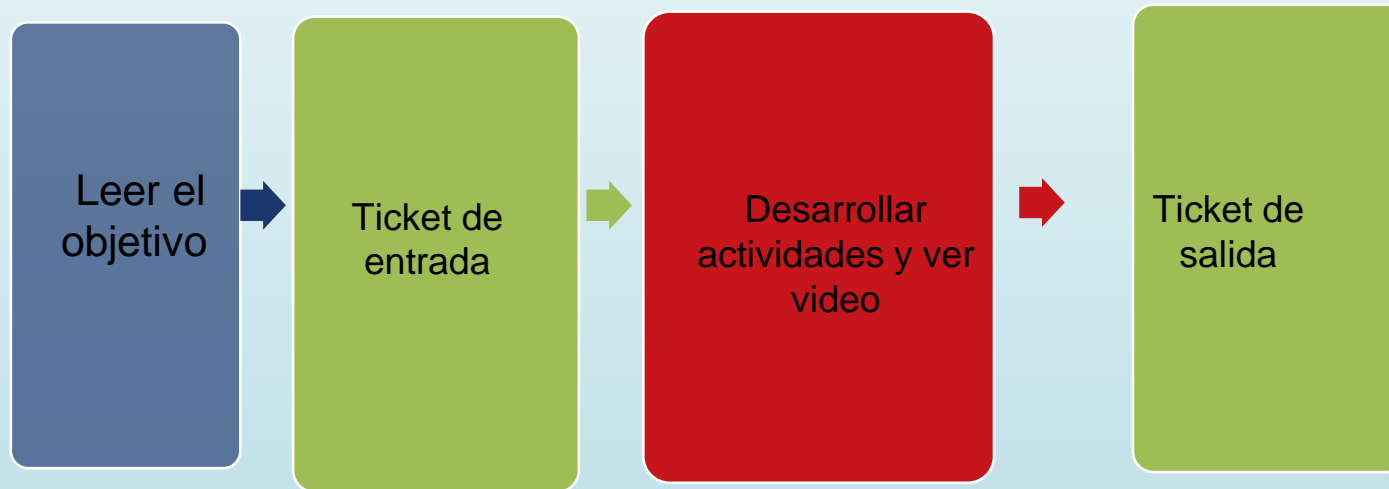 Leer el
objetivo
Ticket de
entrada
Desarrollar
actividades y ver
video
Ticket de
salida